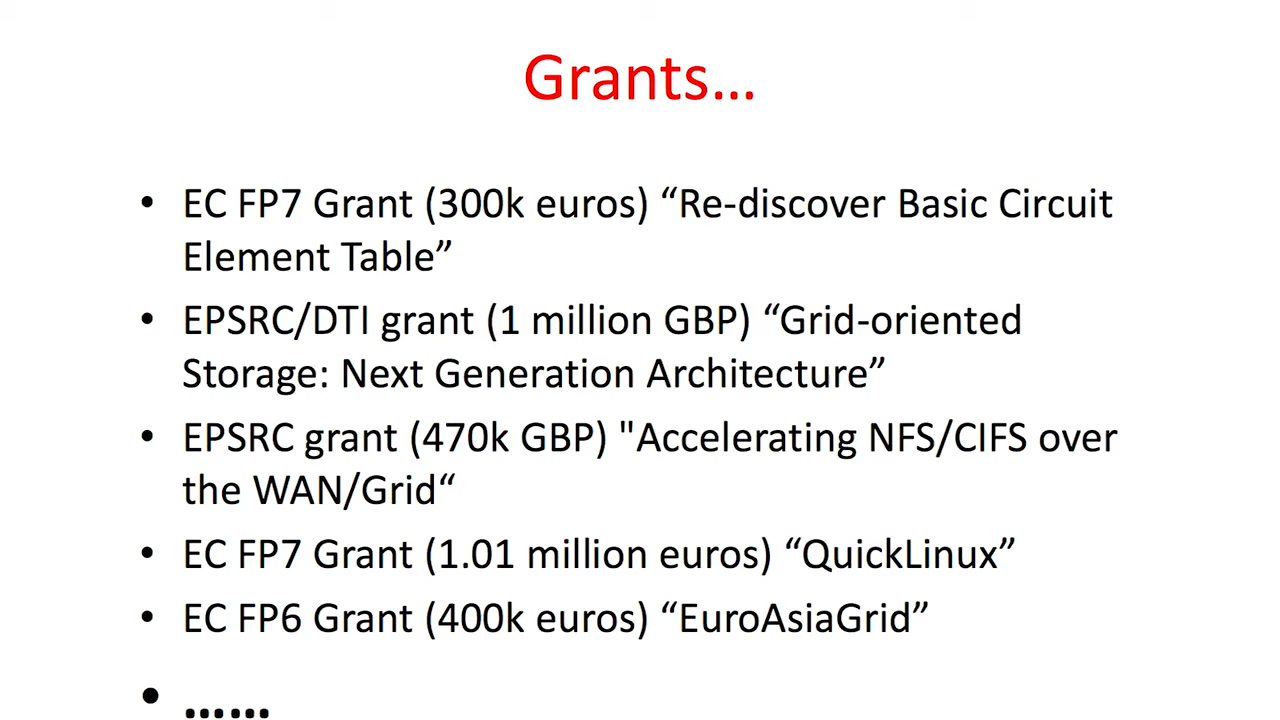 Grants…
• EC FP7 Grant (300k euros) “Re-discover Basic Circuit
Element Table”
• EPSRC/DTI grant (1 million GBP) “Grid-oriented
Storage: Next Generation Architecture”
• EPSRC grant (470k GBP) "Accelerating NFS/CIFS over
the WAN/Grid“
• EC FP7 Grant (1.01 million euros) “QuickLinux”
• EC FP6 Grant (400k euros) “EuroAsiaGrid”
• ……